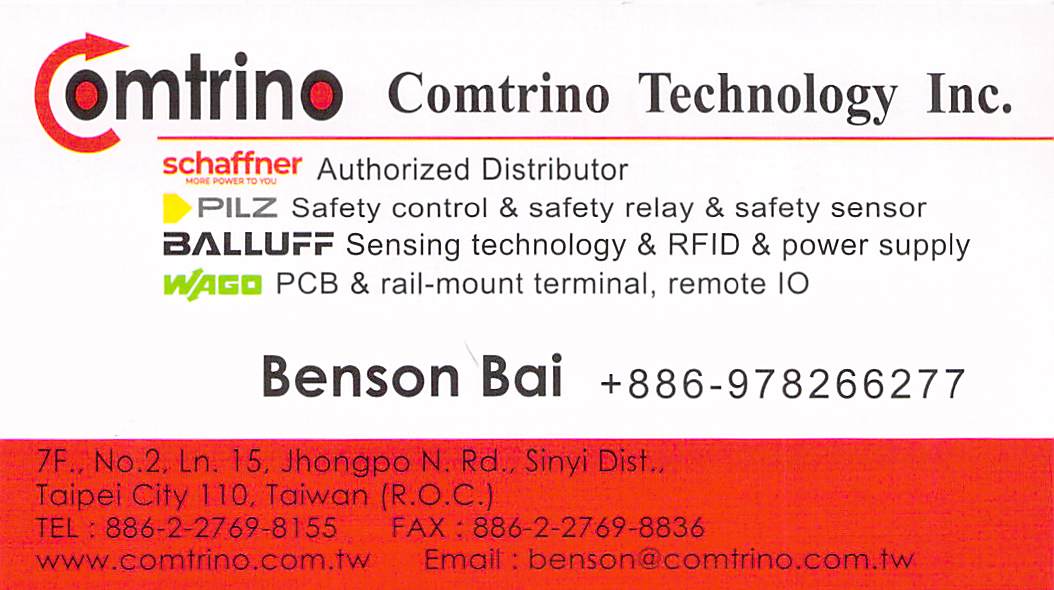 Comtrino Comtrino Technology Inc.
schaffner Authorized Distributor
MORE POWER TO YOU
PILZ Safety control & safety relay & safety sensor
BALLUFF Sensing technology & RFID & power supply
WAGO PCB & rail-mount terminal, remote IO
Benson Bai +886-978266277
7F., No.2, Ln. 15, Jhongpo N. Rd., Sinyi Dist.,
Taipei City 110, Taiwan (R.O.C.)
TEL : 886-2-2769-8155 FAX : 886-2-2769-8836
www.comtrino.com.tw Email : benson@comtrino.com.tw